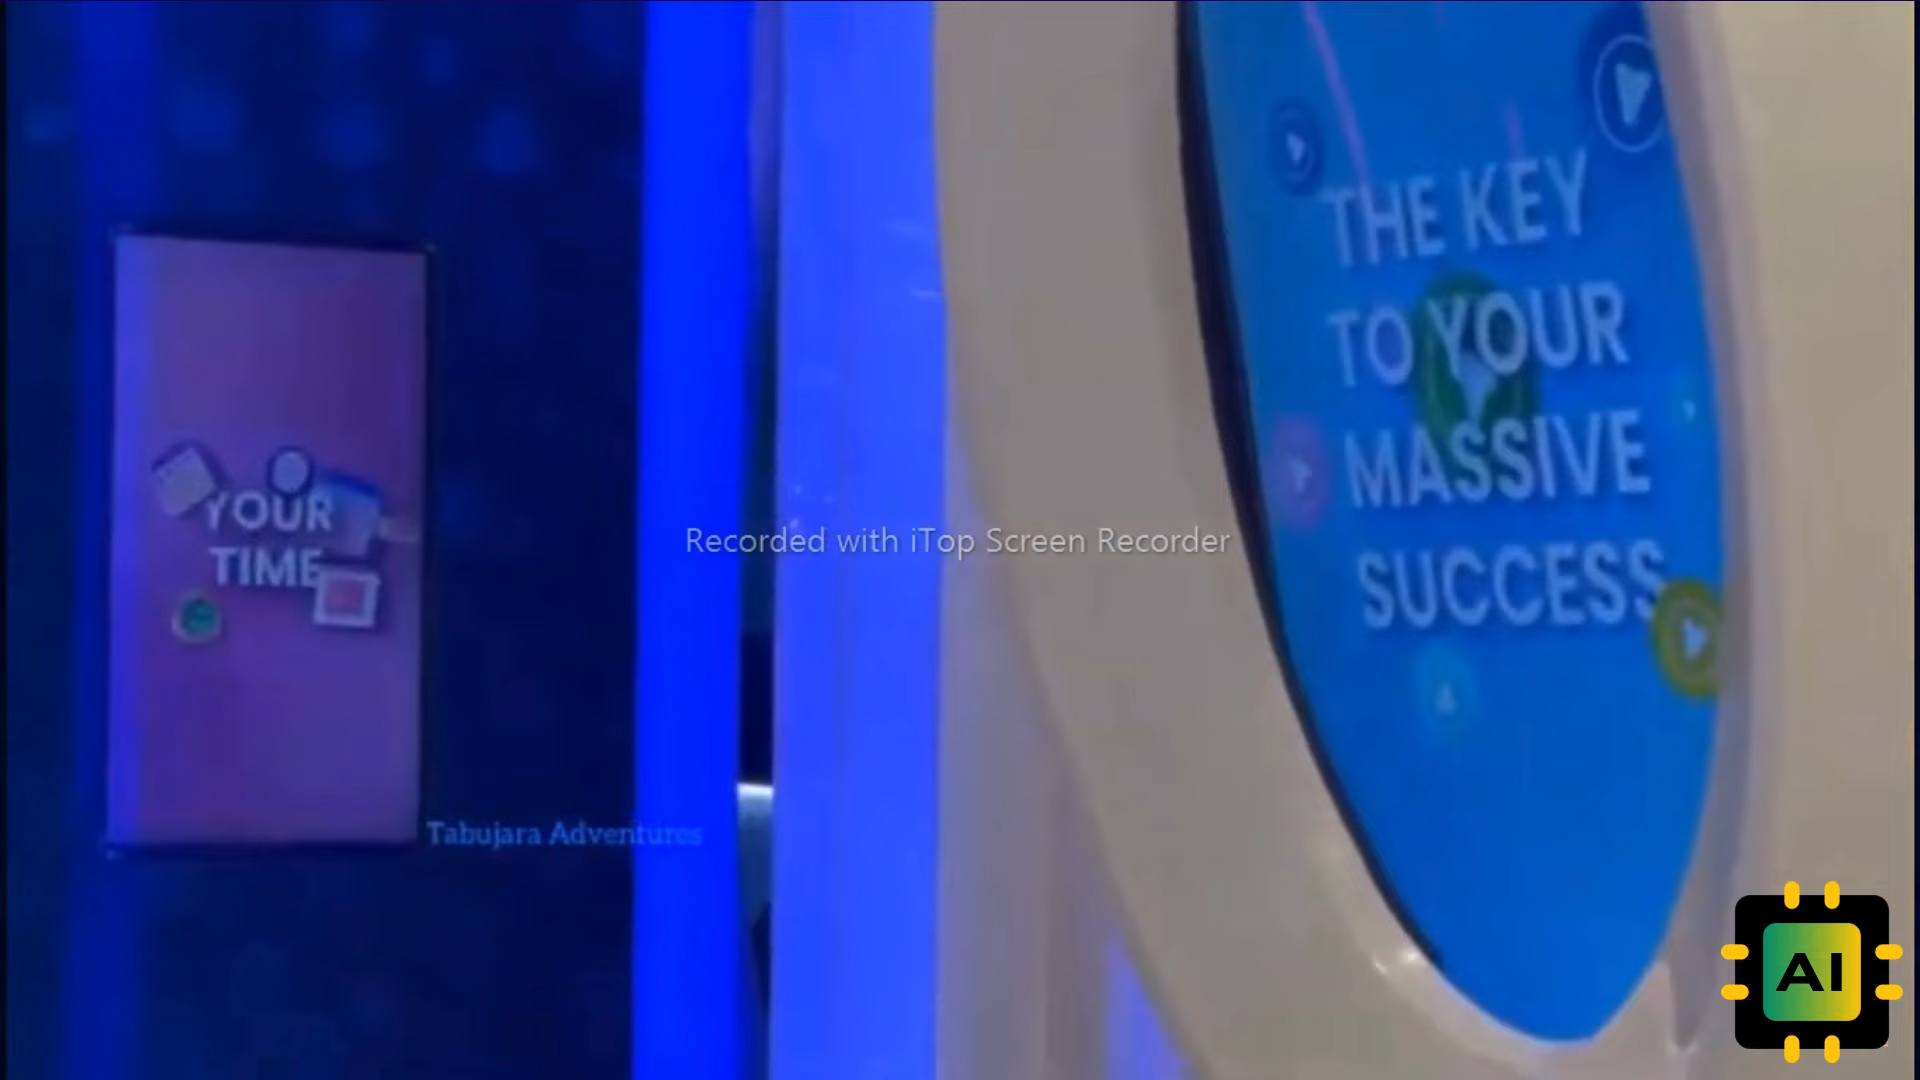 YOUR
TIME
THE KEY
TO YOUR
MASSIVE
SUCCESS
Recorded with iTop Screen Recorder
Tabujara Adventures
AI